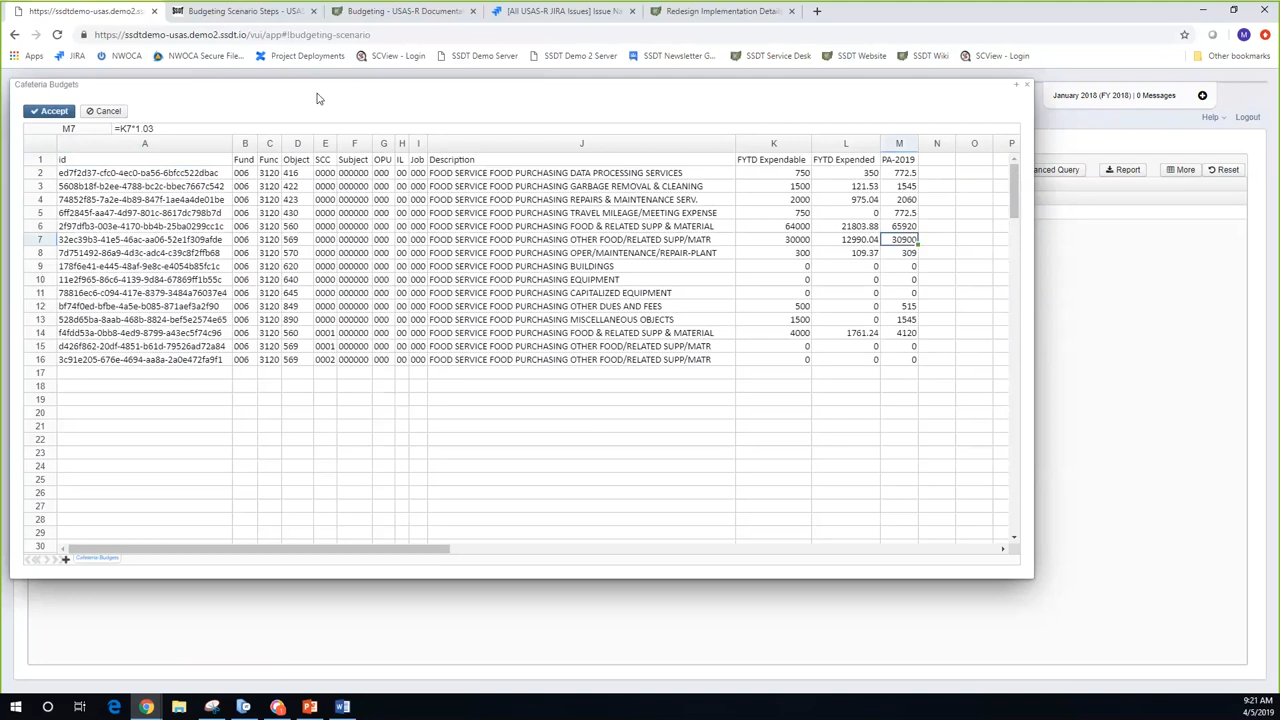 https://ssdtdemo-usas.demo2.ssdt.i
Budgeting Scenario Steps - USAS
Budgeting - USAS-R Documenta
[All USAS-R JIRA Issues] Issue Na
Redesign Implementation Details
https://ssdtdemo-usas.demo2.ssdt.io/vui/app#!budgeting-scenario
Apps JIRA NWOCA NWOCA Secure File... Project Deployments SCView - Login SSDT Demo Server SSDT Demo 2 Server SSDT Newsletter G... SSDT Service Desk SSDT Website SCView - Login Other bookmarks
Cafeteria Budgets
January 2018 (FY 2018) | 0 Messages
Help Logout
Accept Cancel
M7 =K7*1.03
A B C D E F G H I J K L M N O P
1 id Fund Func Object SCC Subject OPU IL Job Description FYTD Expendable FYTD Expended PA-2019
2 ed7f2d37-cfc0-4ec0-oa56-6bfcc522dbac 006 3120 416 0000 000000 000 00 000 FOOD SERVICE FOOD PURCHASING DATA PROCESSING SERVICES 750 350 772.5
3 5608b18f-b2ee-4788-bc2c-bbec7667c542 006 3120 422 0000 000000 000 00 000 FOOD SERVICE FOOD PURCHASING GARBAGE REMOVAL & CLEANING 1500 121.53 1545
4 74852f85-7a2e-4b89-847f-1ae4a4de01be 006 3120 423 0000 000000 000 00 000 FOOD SERVICE FOOD PURCHASING REPAIRS & MAINTENANCE SERV. 2000 975.04 2060
5 6ff2845f-aa47-4d97-801c-8617dc798b7d 006 3120 430 0000 000000 000 00 000 FOOD SERVICE FOOD PURCHASING TRAVEL MILEAGE/MEETING EXPENSE 750 0 772.5
6 2f97dfb3-003e-4170-bb4b-25ba0299cc1c 006 3120 560 0000 000000 000 00 000 FOOD SERVICE FOOD PURCHASING FOOD & RELATED SUPP & MATERIAL 64000 21803.88 65920
7 32ec39b3-41e5-46ac-aa06-52e1f309afde 006 3120 569 0000 000000 000 00 000 FOOD SERVICE FOOD PURCHASING OTHER FOOD/RELATED SUPP/MATR 30000 12990.04 30900
8 7d751492-86a9-4d3c-ad39-c4c8f2ffb68 006 3120 570 0000 000000 000 00 000 FOOD SERVICE FOOD PURCHASING OPER/MAINTENANCE/REPAIR-PLANT 300 109.37 309
9 178f6e41-e445-48af-9e8c-e4054b85fc1c 006 3120 620 0000 000000 000 00 000 FOOD SERVICE FOOD PURCHASING BUILDINGS 0 0 0
10 11e2f965-86c6-4139-9d84-67869ff1b55c 006 3120 640 0000 000000 000 00 000 FOOD SERVICE FOOD PURCHASING EQUIPMENT 0 0 0
11 78816ec6-c094-417e-8379-3484a76037e4 006 3120 645 0000 000000 000 00 000 FOOD SERVICE FOOD PURCHASING CAPITALIZED EQUIPMENT 0 0 0
12 bf74f0ed-bfbe-4a5e-b085-871aef3a2f90 006 3120 849 0000 000000 000 00 000 FOOD SERVICE FOOD PURCHASING OTHER DUES AND FEES 500 0 515
13 528d65ba-8aab-468b-8824-bef5e2574e65 006 3120 890 0000 000000 000 00 000 FOOD SERVICE FOOD PURCHASING MISCELLANEOUS OBJECTS 1500 0 1545
14 f4fdd53a-0bb8-4ed9-8799-a43ec5f74c96 006 3120 560 0001 000000 000 00 000 FOOD SERVICE FOOD PURCHASING FOOD & RELATED SUPP & MATERIAL 4000 1761.24 4120
15 d426f862-20df-4851-b61d-79526ad72a84 006 3120 569 0001 000000 000 00 000 FOOD SERVICE FOOD PURCHASING OTHER FOOD/RELATED SUPP/MATR 0 0 0
16 3c91e205-676e-4694-aa8a-2a0e472fa9f1 006 3120 569 0002 000000 000 00 000 FOOD SERVICE FOOD PURCHASING OTHER FOOD/RELATED SUPP/MATR 0 0 0
17
18
19
20
21
22
23
24
25
26
27
28
29
30
Cafeteria Budgets
anced Query Report More Reset
9:21 AM
4/5/2019